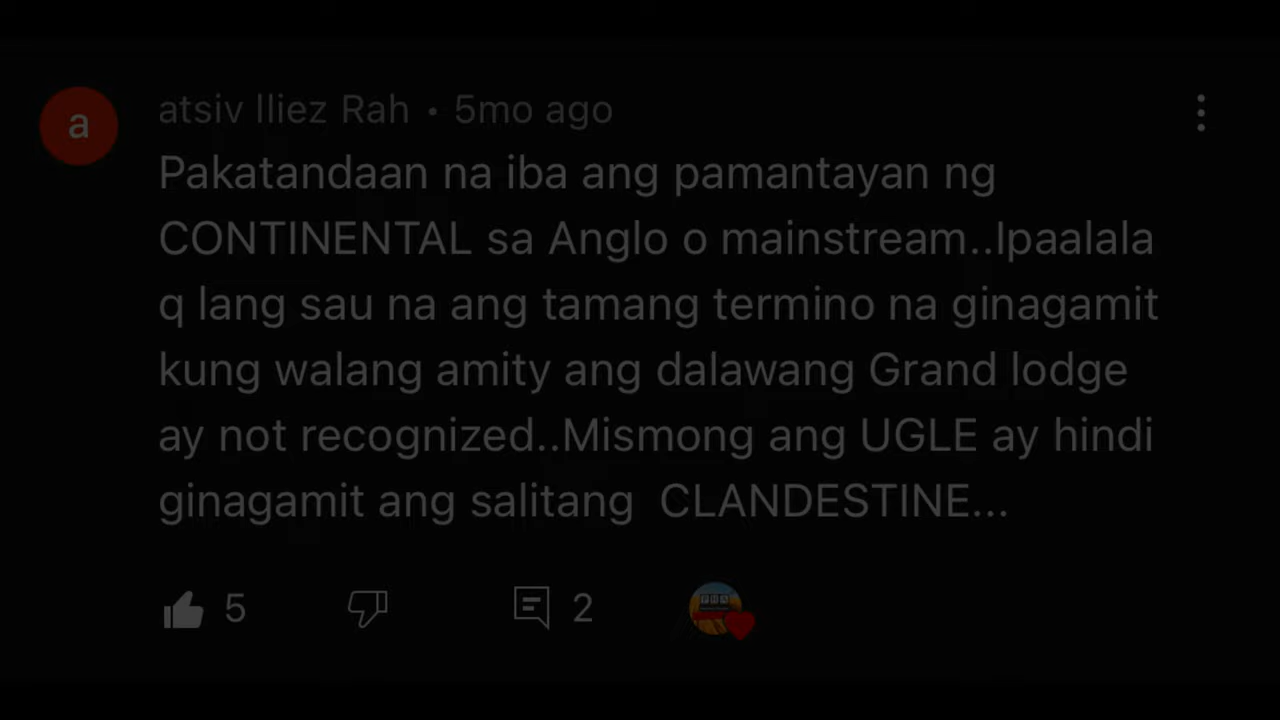 a
atsiv lliez Rah • 5mo ago
Pakatandaan na iba ang pamantayan ng
CONTINENTAL sa Anglo o mainstream..Ipaalala
q lang sau na ang tamang termino na ginagamit
kung walang amity ang dalawang Grand lodge
ay not recognized..Mismong ang UGLE ay hindi
ginagamit ang salitang  CLANDESTINE...
5 2